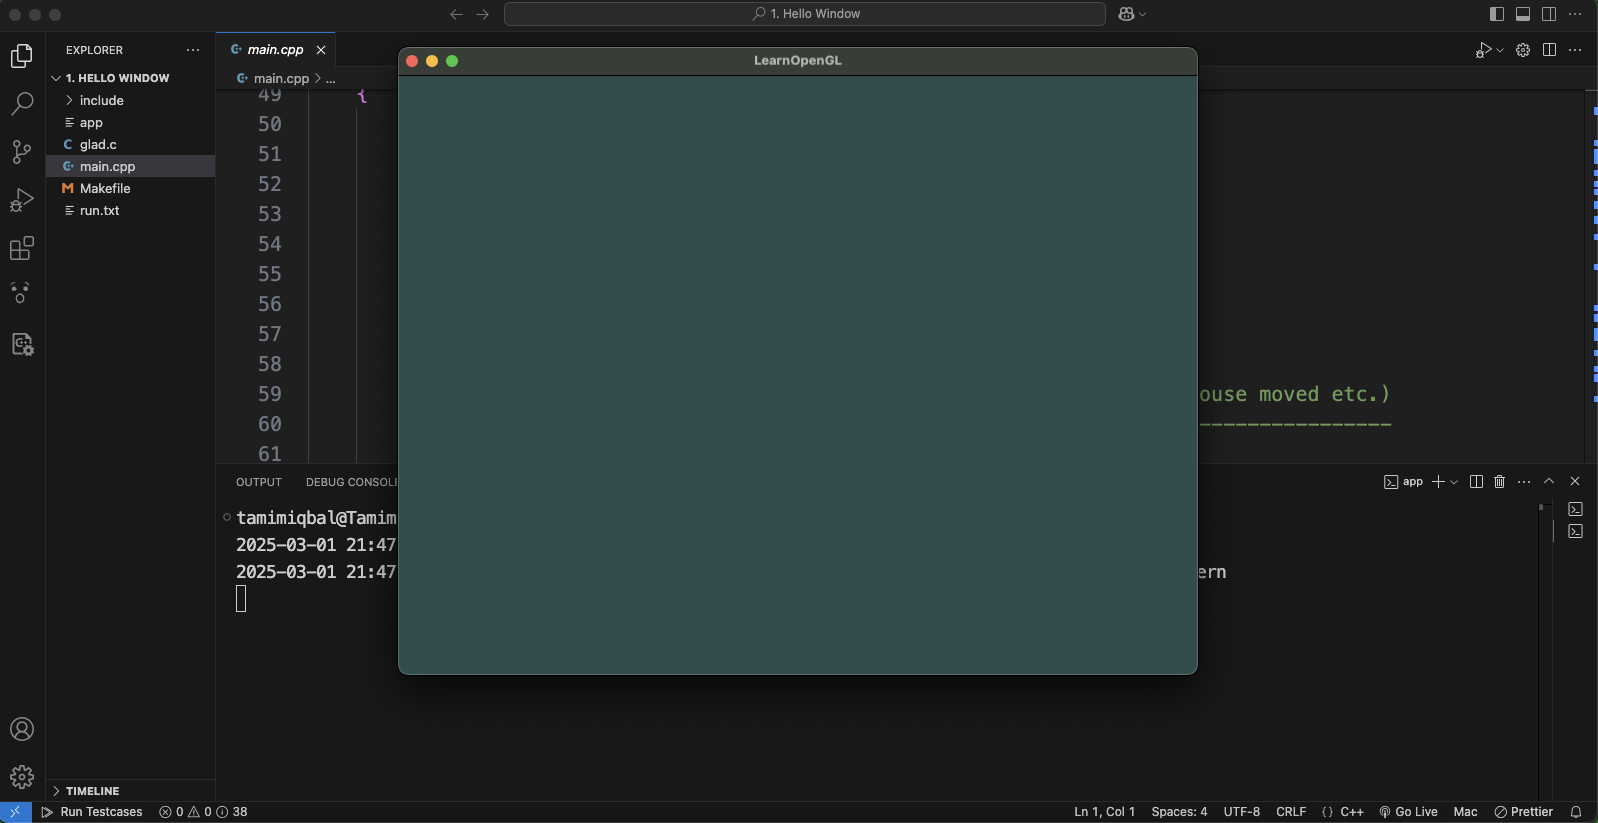 1. Hello Window
EXPLORER
1. HELLO WINDOW
include
app
glad.c
main.cpp
Makefile
run.txt
TIMELINE
main.cpp
main.cpp > ...
LearnOpenGL
49 {
50
51
52
53
54
55
56
57
58
59 ouse moved etc.)
60 ----------------
61
OUTPUT DEBUG CONSOLE
app
tamimiqbal@Tamim
2025-03-01 21:47
2025-03-01 21:47 ern
Run Testcases 0 0 38
Ln 1, Col 1 Spaces: 4 UTF-8 CRLF {} C++ Go Live Mac Prettier